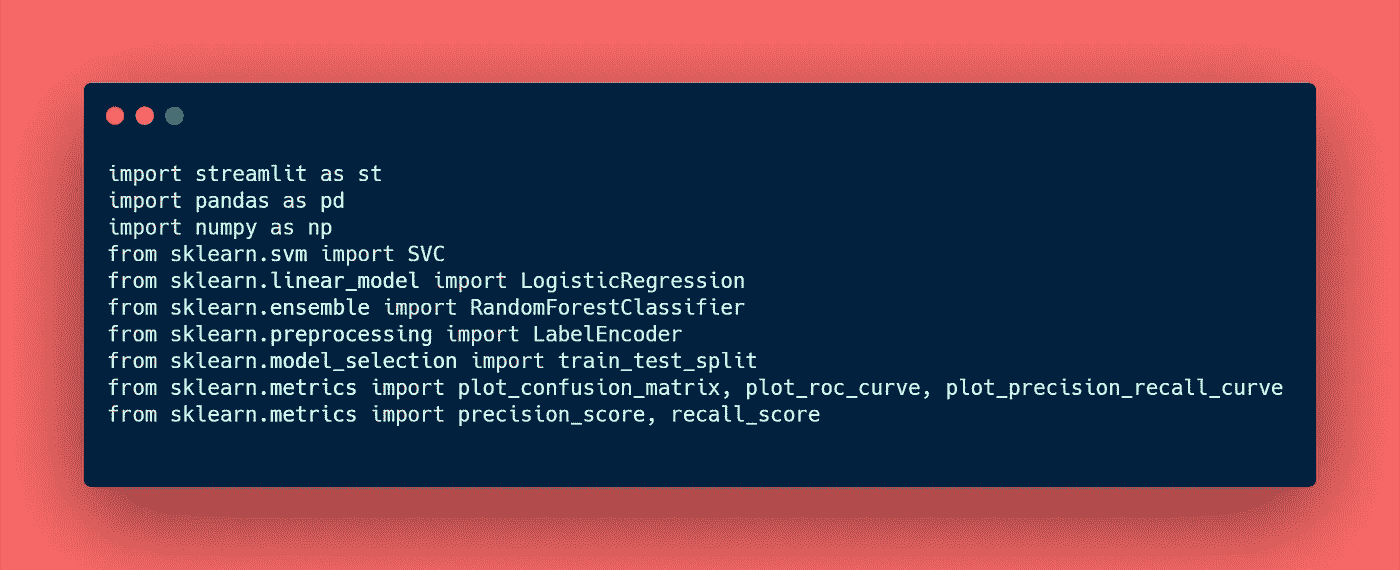 import streamlit as st
import pandas as pd
import numpy as np
from sklearn.svm import SVC
from sklearn.linear_model import LogisticRegression
from sklearn.ensemble import RandomForestClassifier
from sklearn.preprocessing import LabelEncoder
from sklearn.model_selection import train_test_split
from sklearn.metrics import plot_confusion_matrix, plot_roc_curve, plot_precision_recall_curve
from sklearn.metrics import precision_score, recall_score